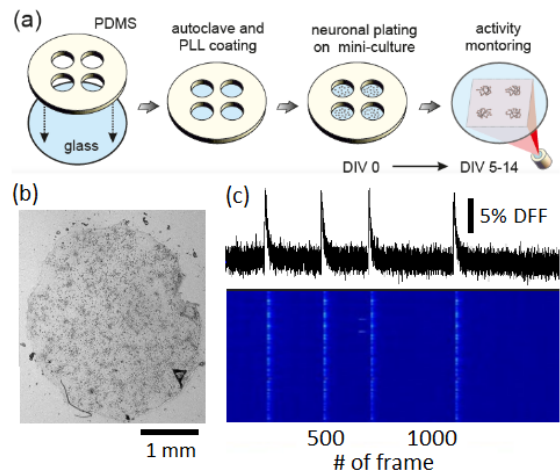 (a)
PDMS
glass
autoclave and
PLL coating
neuronal plating
on mini-culture
activity
montoring
DIV 0
DIV 5-14
(b)
1 mm
(c)
5% DFF
500
1000
# of frame